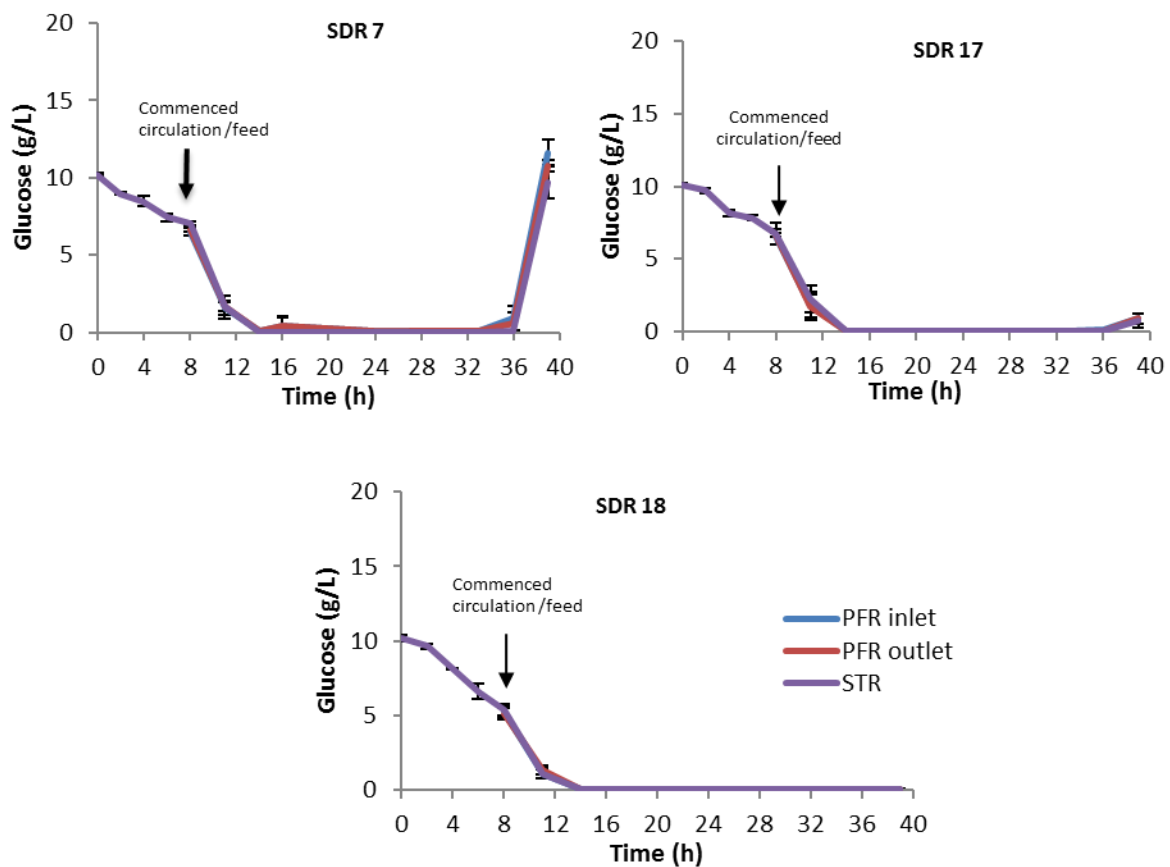 SDR 7
Glucose (g/L)
20
15
10
5
0
Commenced
circulation/feed
0 4 8 12 16 20 24 28 32 36 40
Time (h)
SDR 17
Glucose (g/L)
20
15
10
5
0
Commenced
circulation/feed
0 4 8 12 16 20 24 28 32 36 40
Time (h)
SDR 18
Glucose (g/L)
20
15
10
5
0
Commenced
circulation/feed
0 4 8 12 16 20 24 28 32 36 40
Time (h)
PFR inlet
PFR outlet
STR